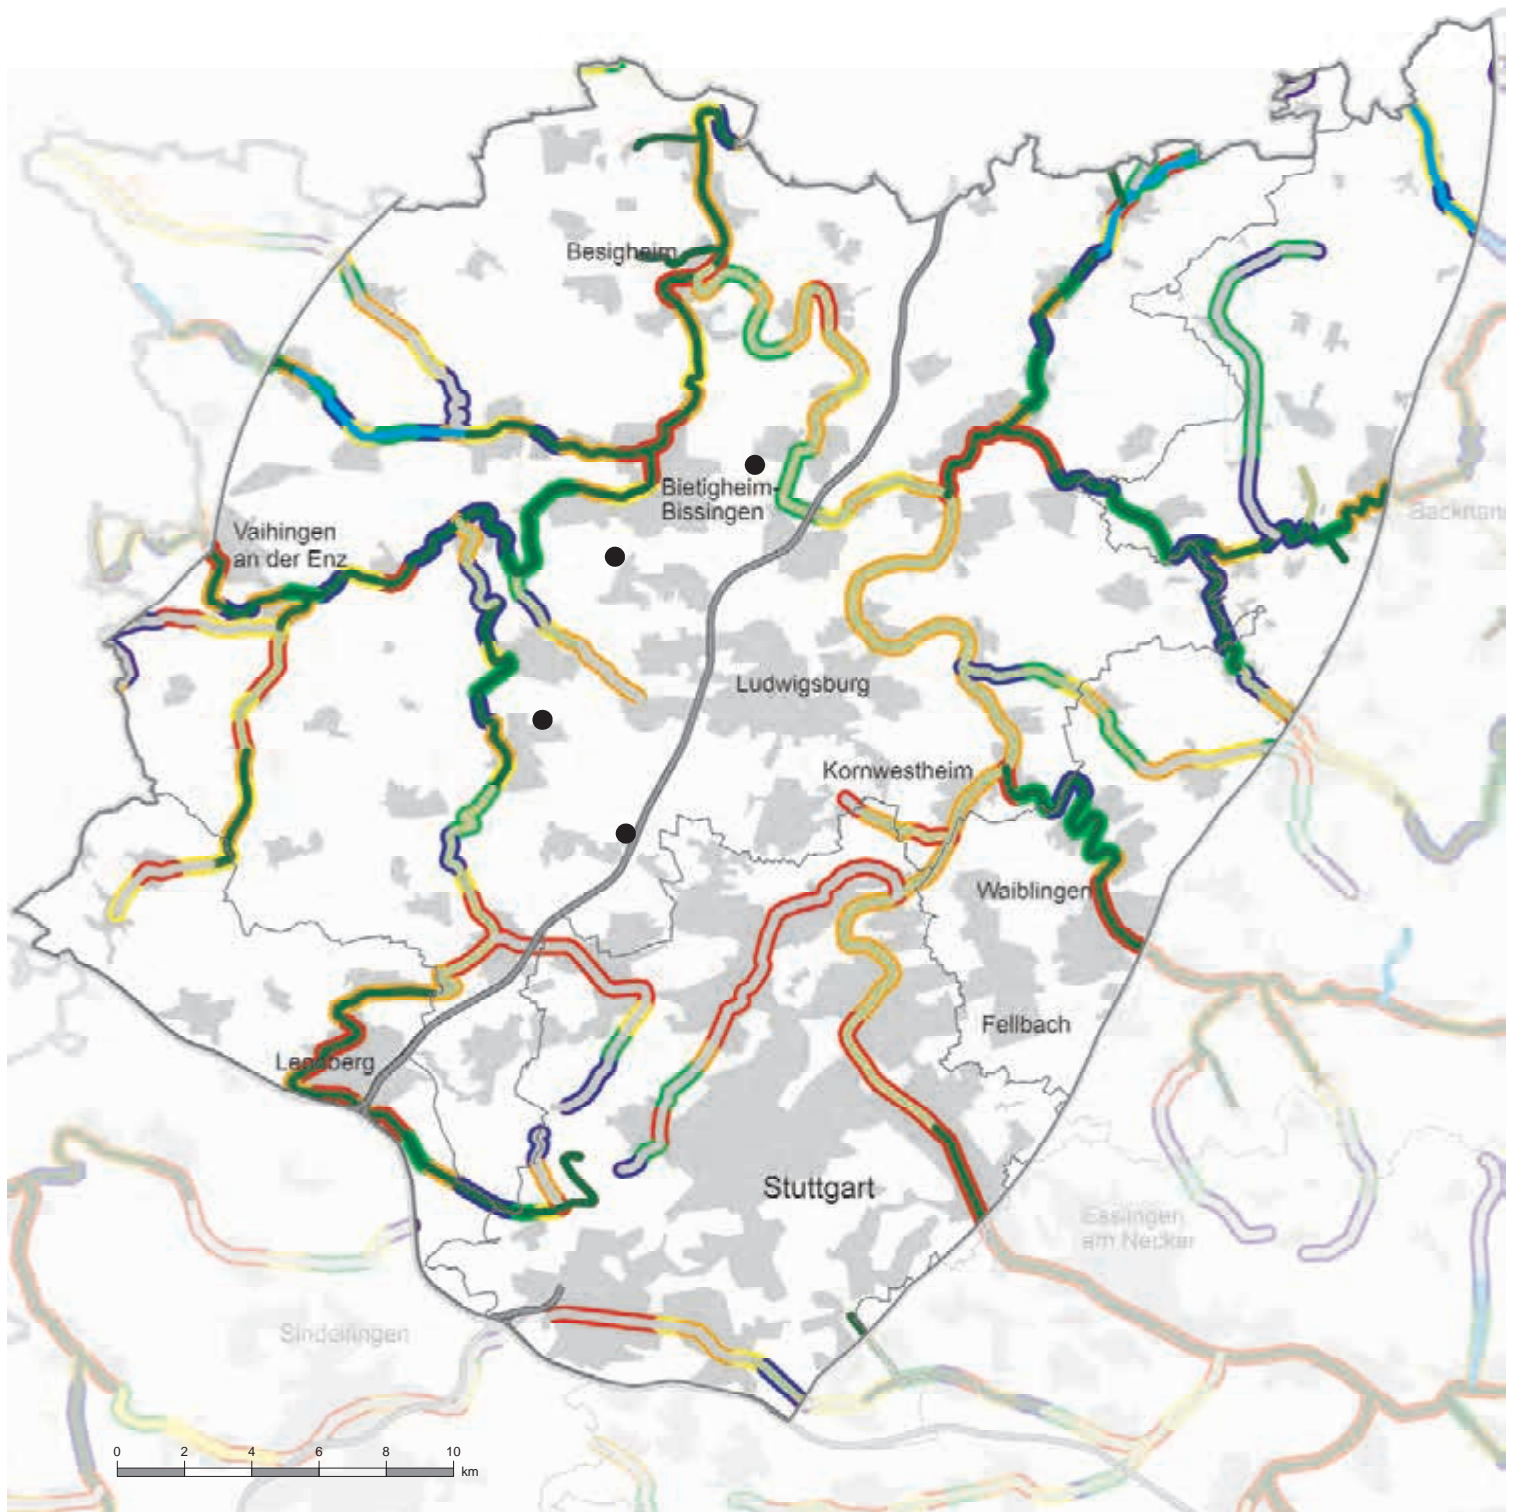 Besigheim
Bietigheim-
Bissingen
Vaihingen
an der Enz
Backnang
Ludwigsburg
Kornwestheim
Waiblingen
Fellbach
Leonberg
Stuttgart
Esslingen
am Neckar
Sindelfingen
0 2 4 6 8 10
km